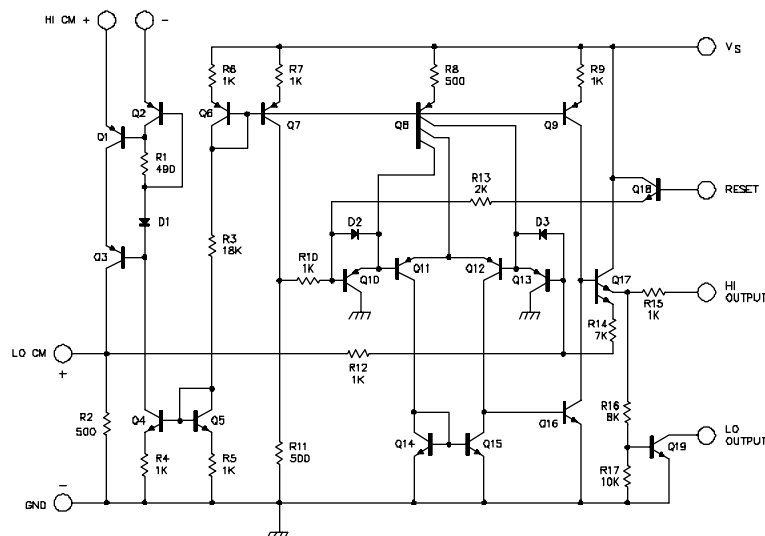 HI CM + -
R6
1K
R7
1K
R8
500
R9
1K
VS
Q1
Q2
Q6
Q7
Q8
Q9
R1
490
R13
2K
Q18
RESET
D1
D2
D3
Q3
R3
18K
R10
1K
Q10
Q11
Q12
Q13
Q17
HI
OUTPUT
R15
1K
R14
7K
LO CM
+
R12
1K
R2
500
Q4
Q5
R11
500
Q14
Q15
Q16
R16
8K
LO
OUTPUT
Q19
R4
1K
R5
1K
R17
10K
-
GND